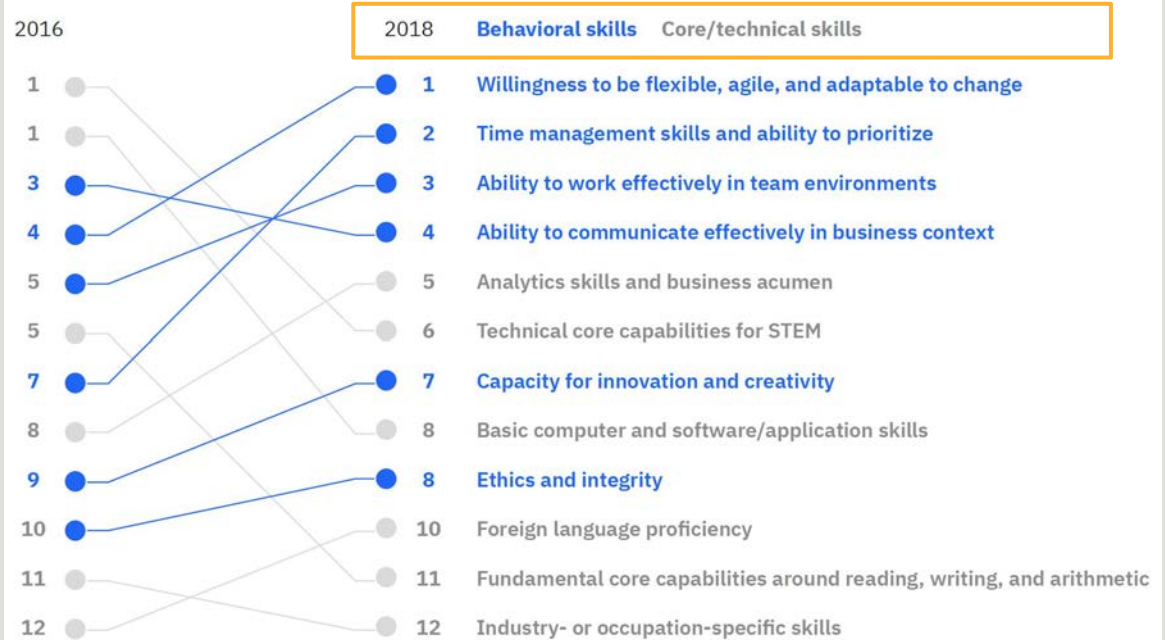 2016 2018 Behavioral skills Core/technical skills
1 1 Willingness to be flexible, agile, and adaptable to change
1 2 Time management skills and ability to prioritize
3 3 Ability to work effectively in team environments
4 4 Ability to communicate effectively in business context
5 5 Analytics skills and business acumen
5 6 Technical core capabilities for STEM
7 7 Capacity for innovation and creativity
8 8 Basic computer and software/application skills
9 8 Ethics and integrity
10 10 Foreign language proficiency
11 11 Fundamental core capabilities around reading, writing, and arithmetic
12 12 Industry- or occupation-specific skills